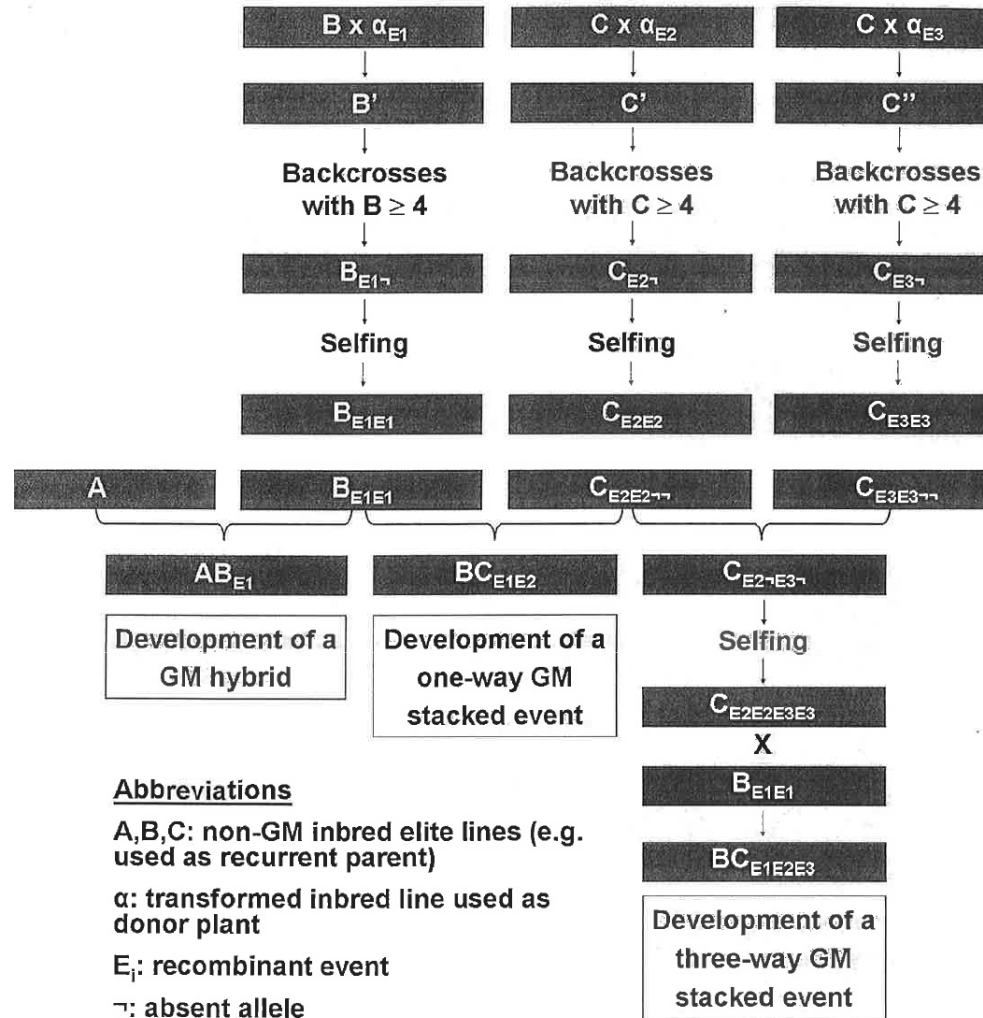 B x αE1
C x αE2
C x αE3
B'
C'
C''
Backcrosses
with B ≥ 4
Backcrosses
with C ≥ 4
Backcrosses
with C ≥ 4
BE1¬
CE2¬
CE3¬
Selfing
Selfing
Selfing
BE1E1
CE2E2
CE3E3
A
BE1E1
CE2E2¬¬
CE3E3¬¬
ABE1
BCE1E2
CE2¬E3¬
Development of a
GM hybrid
Development of a
one-way GM
stacked event
Selfing
CE2E2E3E3
X
BE1E1
BCE1E2E3
Development of a
three-way GM
stacked event
Abbreviations
A,B,C: non-GM inbred elite lines (e.g.
used as recurrent parent)
α: transformed inbred line used as
donor plant
Ei: recombinant event
¬: absent allele